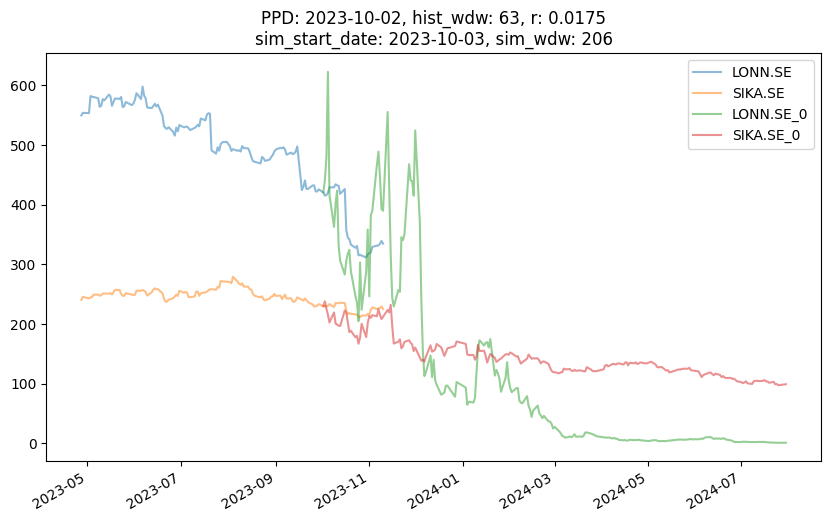 PPD: 2023-10-02, hist_wdw: 63, r: 0.0175
sim_start_date: 2023-10-03, sim_wdw: 206
LONN.SE
SIKA.SE
LONN.SE_0
SIKA.SE_0
600
500
400
300
200
100
0
2023-05
2023-07
2023-09
2023-11
2024-01
2024-03
2024-05
2024-07